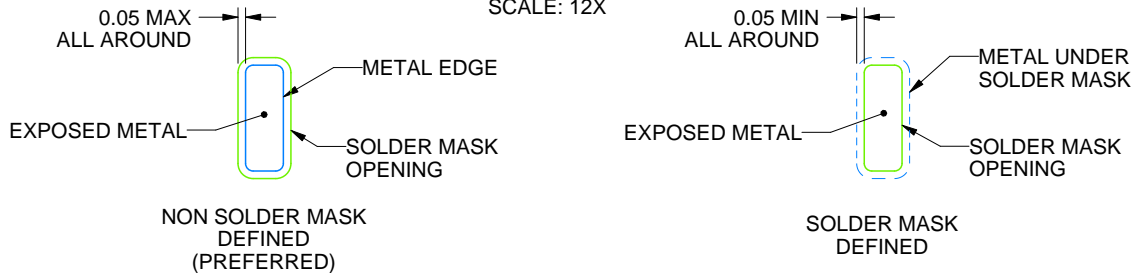 SCALE: 12X
0.05 MAX
ALL AROUND
METAL EDGE
EXPOSED METAL
SOLDER MASK
OPENING
NON SOLDER MASK
DEFINED
(PREFERRED)
0.05 MIN
ALL AROUND
METAL UNDER
SOLDER MASK
EXPOSED METAL
SOLDER MASK
OPENING
SOLDER MASK
DEFINED